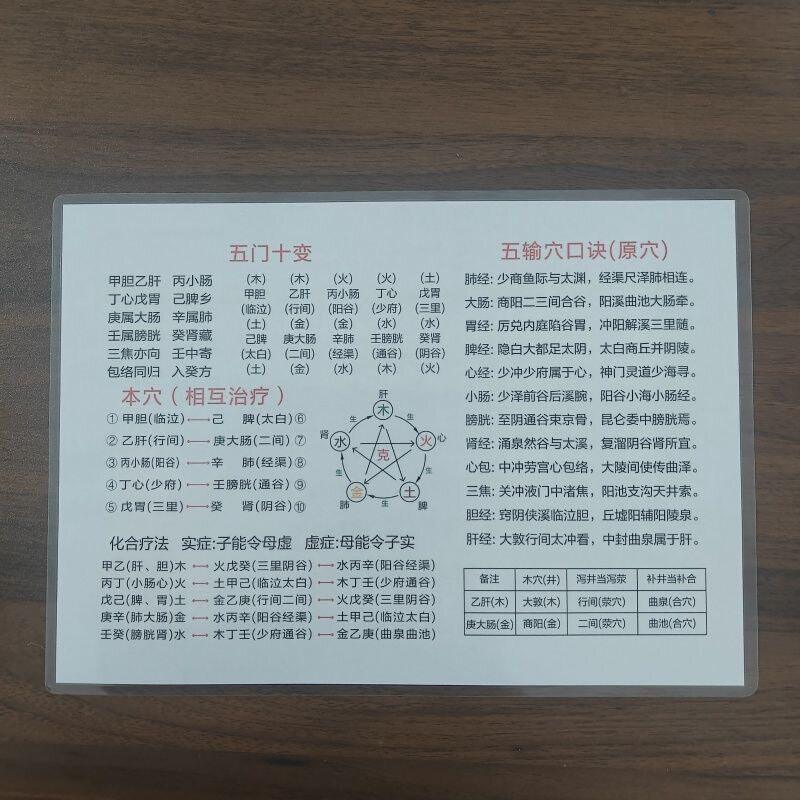 五门十变
甲胆乙肝 丙小肠
丁心戊胃 己脾乡
庚属大肠 辛属肺
壬属膀胱 癸肾藏
三焦亦向 壬中寄
包络同归 入癸方
(木) (木) (火) (火) (土)
甲胆 乙肝 丙小肠 丁心 戊胃
(临泣) (行间) (阳谷) (少府) (三里)
(土) (金) (金) (水) (水)
己脾 庚大肠 辛肺 壬膀胱 癸肾
(太白) (二间) (经渠) (通谷) (阴谷)
(土) (金) (水) (木) (火)
本穴(相互治疗)
①甲胆(临泣)⟷己 脾(太白)⑥
②乙肝(行间)⟷庚大肠(二间)⑦
③丙小肠(阳谷)⟷辛 肺(经渠)⑧
④丁心(少府)⟷壬膀胱(通谷)⑨
⑤戊胃(三里)⟷癸 肾(阴谷)⑩
肝
木
生
生
肾
水
火
心
克
生
生
金
土
生
肺
脾
化合疗法 实症:子能令母虚 虚症:母能令子实
甲乙(肝、胆)木⟷火戊癸(三里阴谷)⟷水丙辛(阳谷经渠)
丙丁(小肠心)火⟷土甲己(临泣太白)⟷木丁壬(少府通谷)
戊己(脾、胃)土⟷金乙庚(行间二间)⟷火戊癸(三里阴谷)
庚辛(肺大肠)金⟷水丙辛(阳谷经渠)⟷土甲己(临泣太白)
壬癸(膀胱肾)水⟷木丁壬(少府通谷)⟷金乙庚(曲泉曲池)
五输穴口诀(原穴)
肺经: 少商鱼际与太渊，经渠尺泽肺相连。
大肠: 商阳二三间合谷，阳溪曲池大肠牵。
胃经: 厉兑内庭陷谷胃，冲阳解溪三里随。
脾经: 隐白大都足太阴，太白商丘并阴陵。
心经: 少冲少府属于心，神门灵道少海寻。
小肠: 少泽前谷后溪腕，阳谷小海小肠经。
膀胱: 至阴通谷束京骨，昆仑委中膀胱焉。
肾经: 涌泉然谷与太溪，复溜阴谷肾所宜。
心包: 中冲劳宫心包络，大陵间使传曲泽。
三焦: 关冲液门中渚焦，阳池支沟天井索。
胆经: 窍阴侠溪临泣胆，丘墟阳辅阳陵泉。
肝经: 大敦行间太冲看，中封曲泉属于肝。
备注 木穴(井) 泻井当泻荥 补井当补合
乙肝(木) 大敦(木) 行间(荥穴) 曲泉(合穴)
庚大肠(金) 商阳(金) 二间(荥穴) 曲池(合穴)